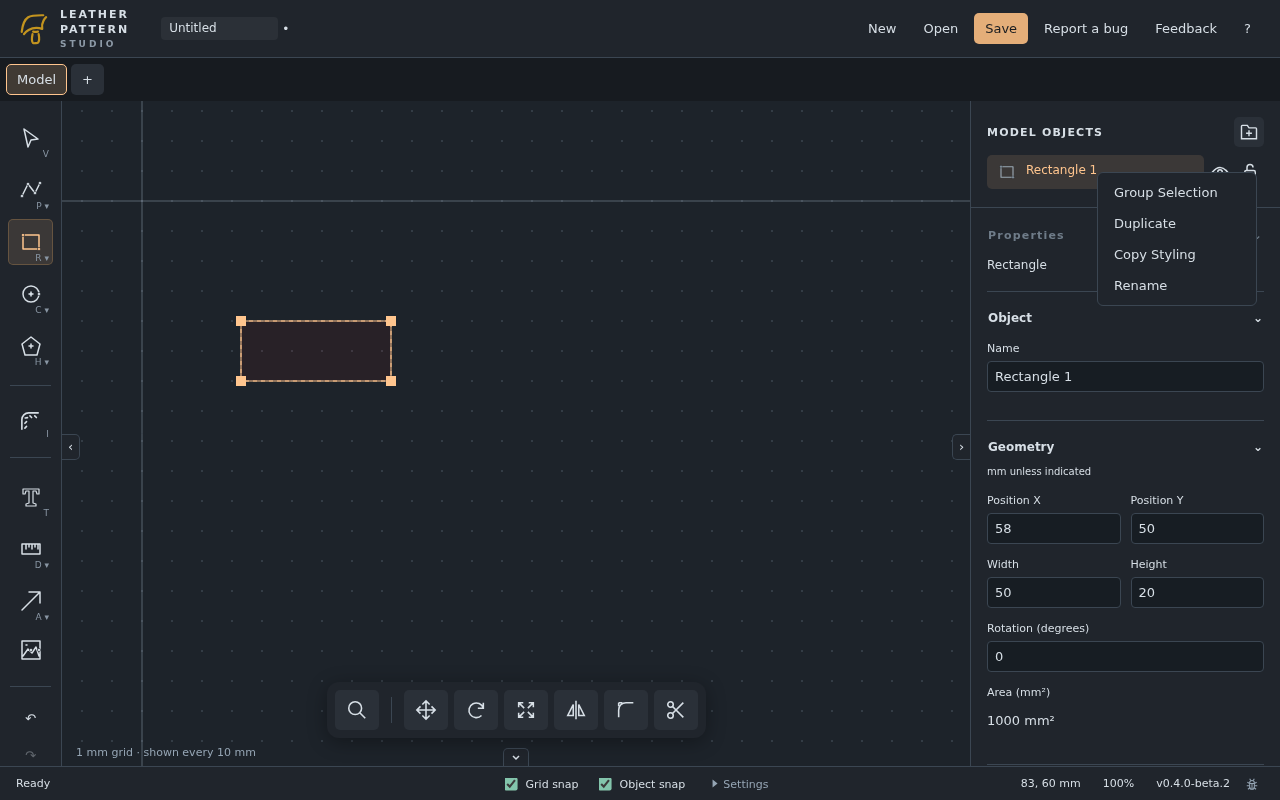 LEATHER
PATTERN
STUDIO
Untitled •
New Open Save Report a bug Feedback ?
Model +
MODEL OBJECTS
Rectangle 1
Group Selection
Duplicate
Copy Styling
Rename
Properties
Rectangle
Object
Name
Rectangle 1
Geometry
mm unless indicated
Position X Position Y
58 50
Width Height
50 20
Rotation (degrees)
0
Area (mm²)
1000 mm²
V
P
R
C
H
I
T
D
A
1 mm grid · shown every 10 mm
Ready
Grid snap Object snap Settings
83, 60 mm 100% v0.4.0-beta.2